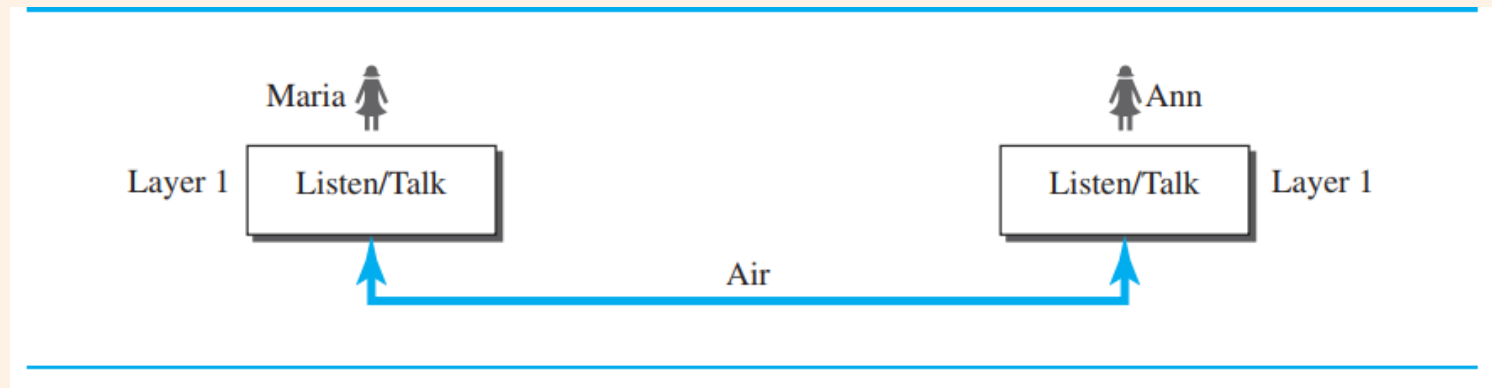 Maria
Ann
Layer 1
Listen/Talk
Listen/Talk
Layer 1
Air